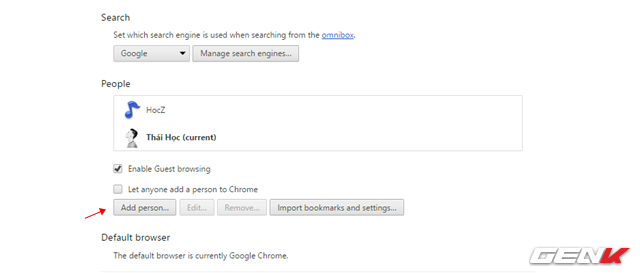 Search
Set which search engine is used when searching from the omnibox.
Google Manage search engines...
People
HocZ
Thái Học (current)
Enable Guest browsing
Let anyone add a person to Chrome
Add person... Edit... Remove... Import bookmarks and settings...
Default browser
The default browser is currently Google Chrome.
GENK